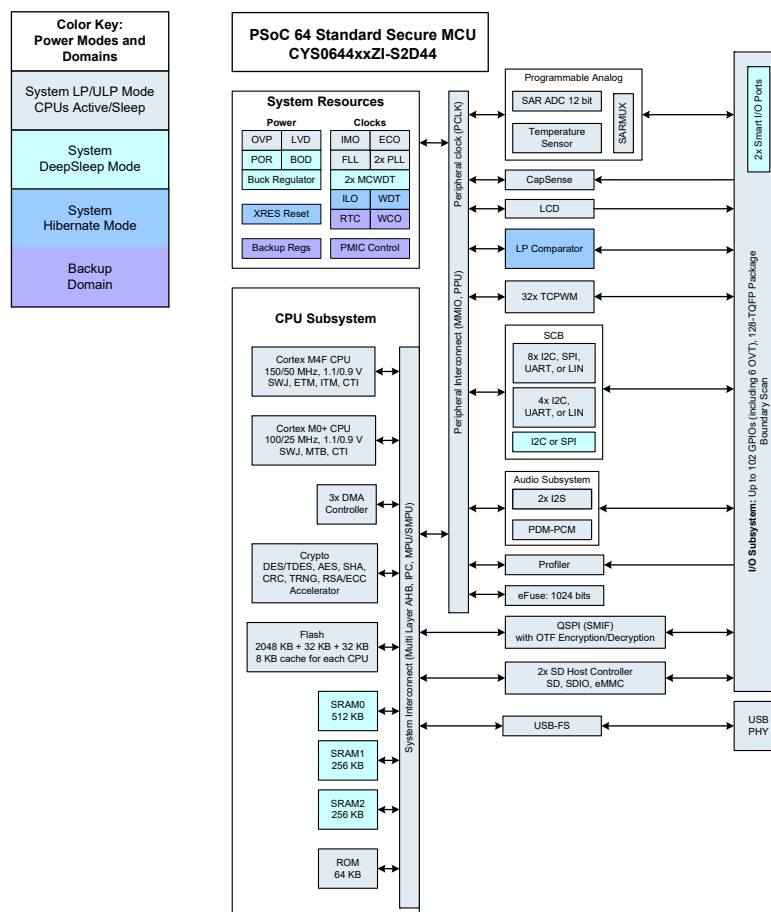 Color Key:
Power Modes and
Domains
System LP/ULP Mode
CPUs Active/Sleep
System
DeepSleep Mode
System
Hibernate Mode
Backup
Domain
PSoC 64 Standard Secure MCU
CYS0644xxZI-S2D44
System Resources
Power
OVP
LVD
POR
BOD
Buck Regulator
XRES Reset
Backup Regs
Clocks
IMO
ECO
FLL
2x PLL
2x MCWDT
ILO
WDT
RTC
WCO
PMIC Control
CPU Subsystem
Cortex M4F CPU
150/50 MHz, 1.1/0.9 V
SWJ, ETM, ITM, CTI
Cortex M0+ CPU
100/25 MHz, 1.1/0.9 V
SWJ, MTB, CTI
3x DMA
Controller
Crypto
DES/TDES, AES, SHA,
CRC, TRNG, RSA/ECC
Accelerator
Flash
2048 KB + 32 KB + 32 KB
8 KB cache for each CPU
SRAM0
512 KB
SRAM1
256 KB
SRAM2
256 KB
ROM
64 KB
System Interconnect (Multi Layer AHB, IPC, MPU/SMPU)
Peripheral clock (PCLK)
Peripheral Interconnect (MMIO, PPU)
Programmable Analog
SAR ADC 12 bit
Temperature
Sensor
SARMUX
CapSense
LCD
LP Comparator
32x TCPWM
SCB
8x I2C, SPI,
UART, or LIN
4x I2C,
UART, or LIN
I2C or SPI
Audio Subsystem
2x I2S
PDM-PCM
Profiler
eFuse: 1024 bits
QSPI (SMIF)
with OTF Encryption/Decryption
2x SD Host Controller
SD, SDIO, eMMC
USB-FS
2x Smart I/O Ports
I/O Subsystem: Up to 102 GPIOs (including 6 OVT), 128-TQFP Package
Boundary Scan
USB
PHY